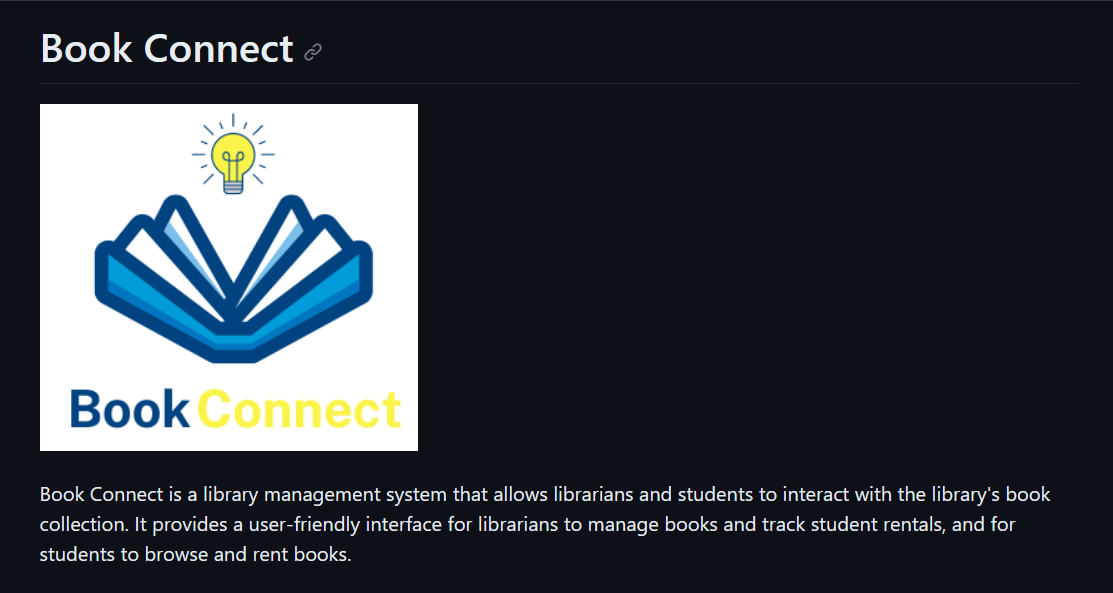 Book Connect
Book Connect
Book Connect is a library management system that allows librarians and students to interact with the library's book
collection. It provides a user-friendly interface for librarians to manage books and track student rentals, and for
students to browse and rent books.